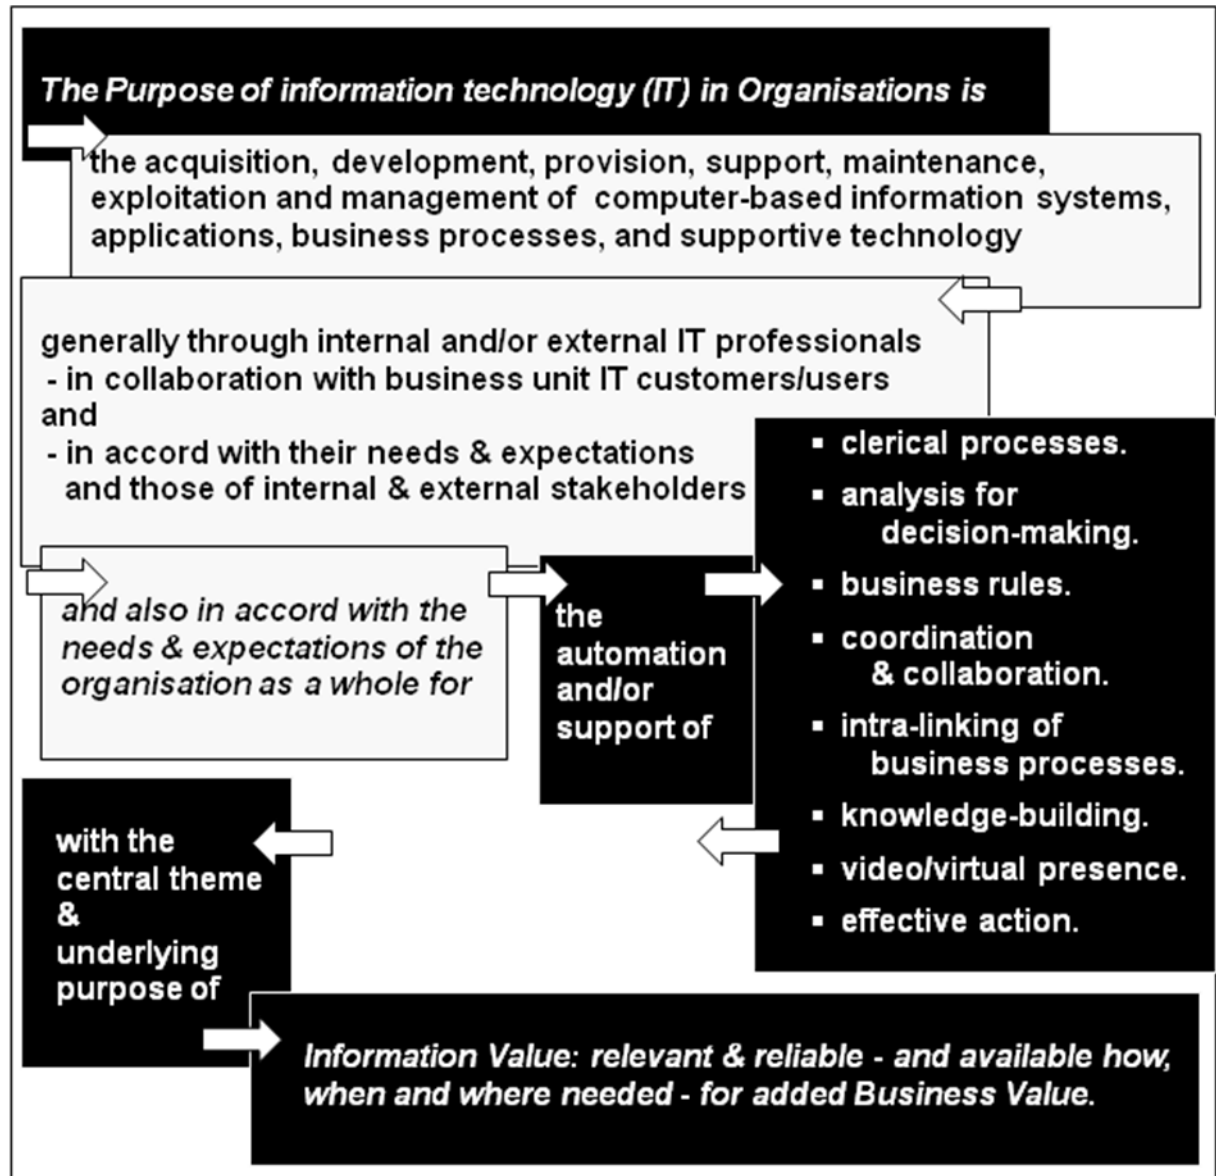 The Purpose of information technology (IT) in Organisations is
the acquisition, development, provision, support, maintenance,
exploitation and management of computer-based information systems,
applications, business processes, and supportive technology
generally through internal and/or external IT professionals
- in collaboration with business unit IT customers/users
and
- in accord with their needs & expectations
and those of internal & external stakeholders
and also in accord with the
needs & expectations of the
organisation as a whole for
the
automation
and/or
support of
▪ clerical processes.
▪ analysis for
decision-making.
▪ business rules.
▪ coordination
& collaboration.
▪ intra-linking of
business processes.
▪ knowledge-building.
▪ video/virtual presence.
▪ effective action.
with the
central theme
&
underlying
purpose of
Information Value: relevant & reliable - and available how,
when and where needed - for added Business Value.